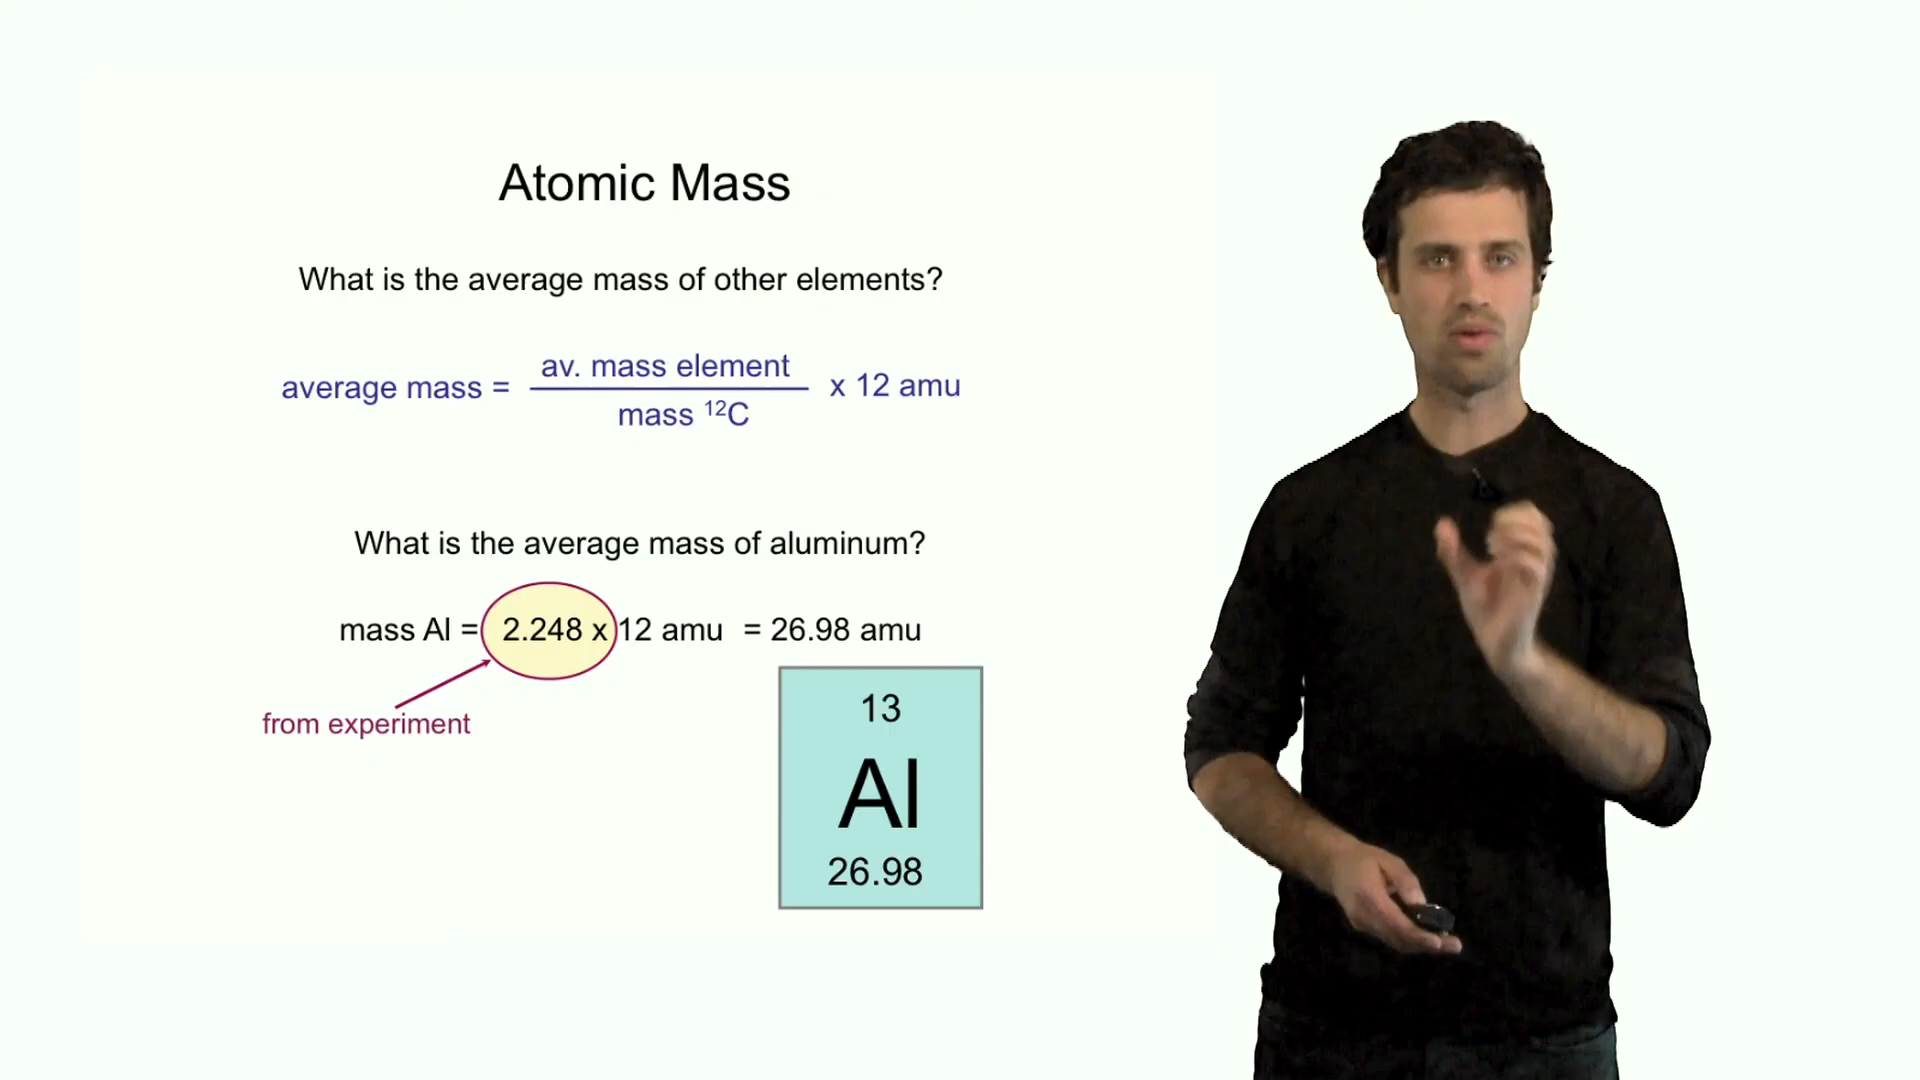 Atomic Mass
What is the average mass of other elements?
average mass = av. mass element / mass ¹²C x 12 amu
What is the average mass of aluminum?
mass Al = 2.248 x 12 amu = 26.98 amu
from experiment
13
Al
26.98